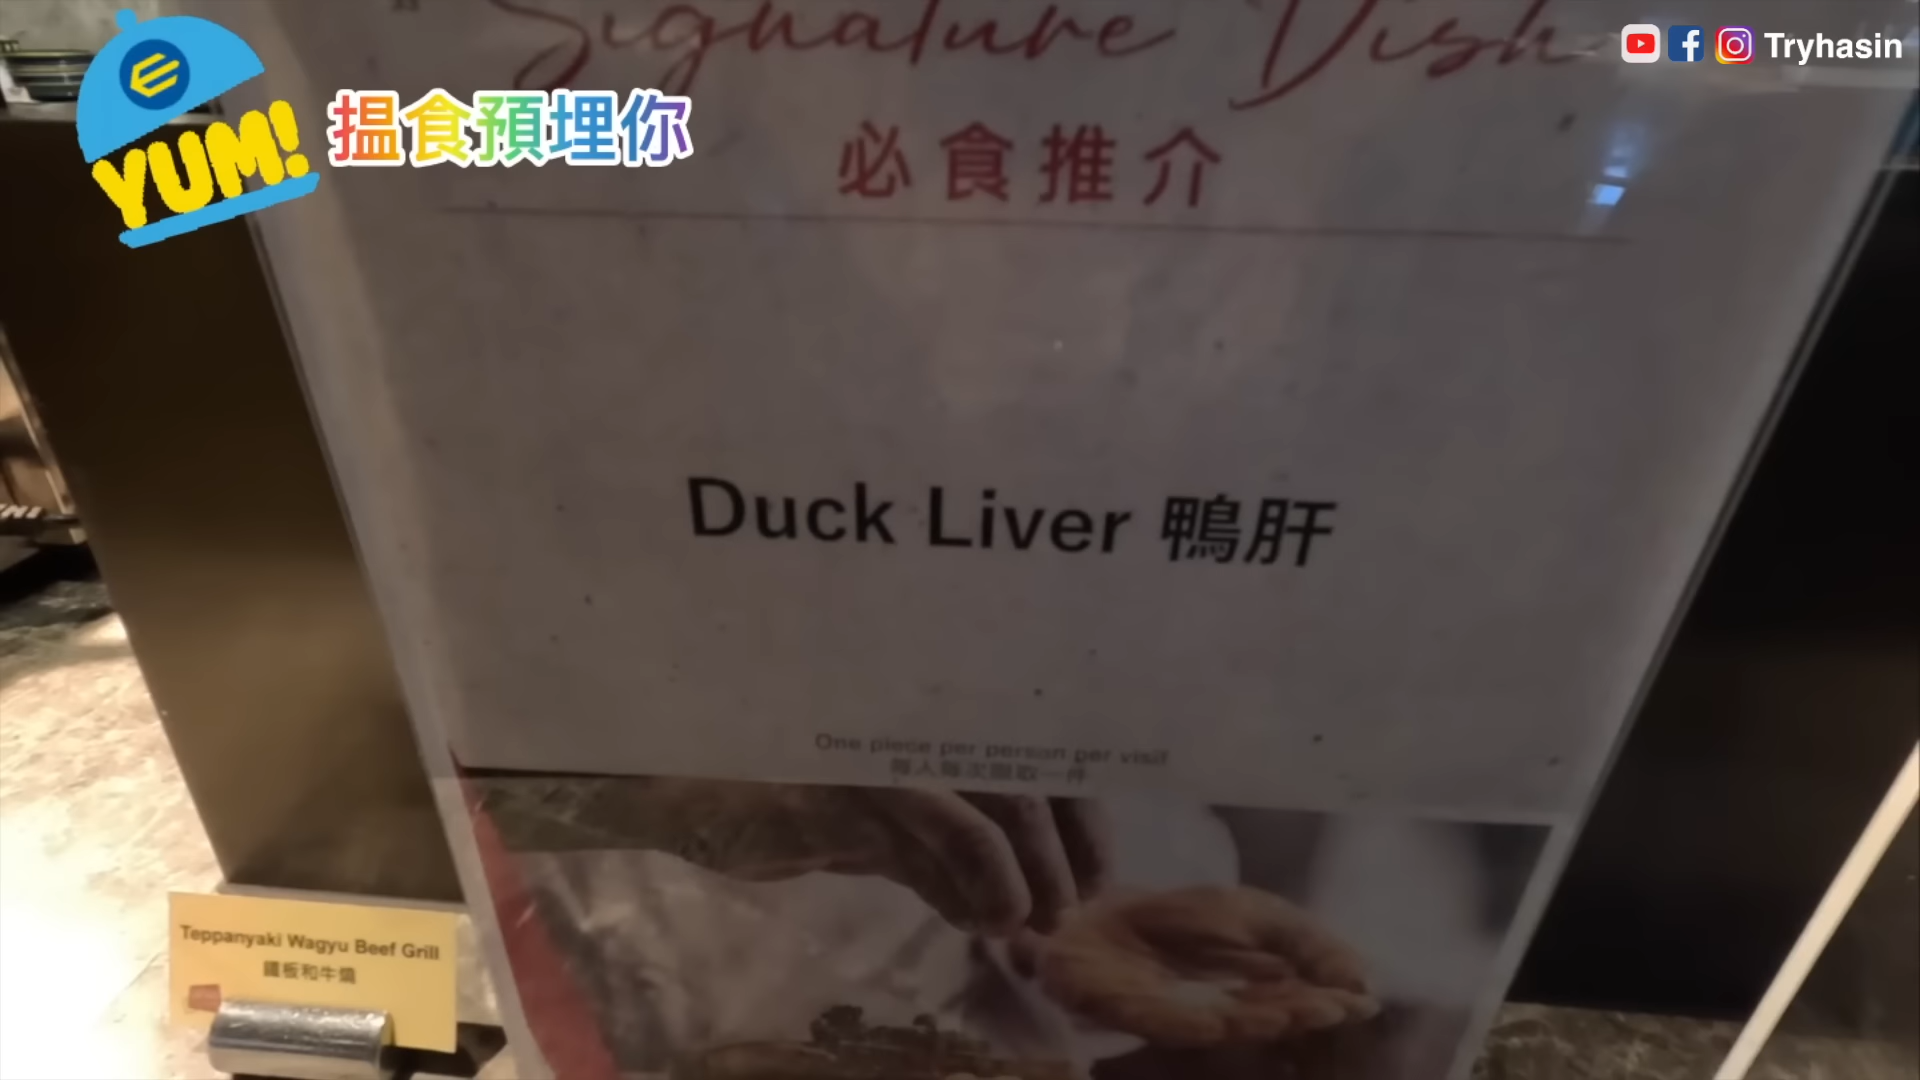 Signature Dish
Tryhasin
YUM!
搵食預埋你
必食推介
Duck Liver 鴨肝
One piece per person per visit
每人每次限取一件
Teppanyaki Wagyu Beef Grill
鐵板和牛燒